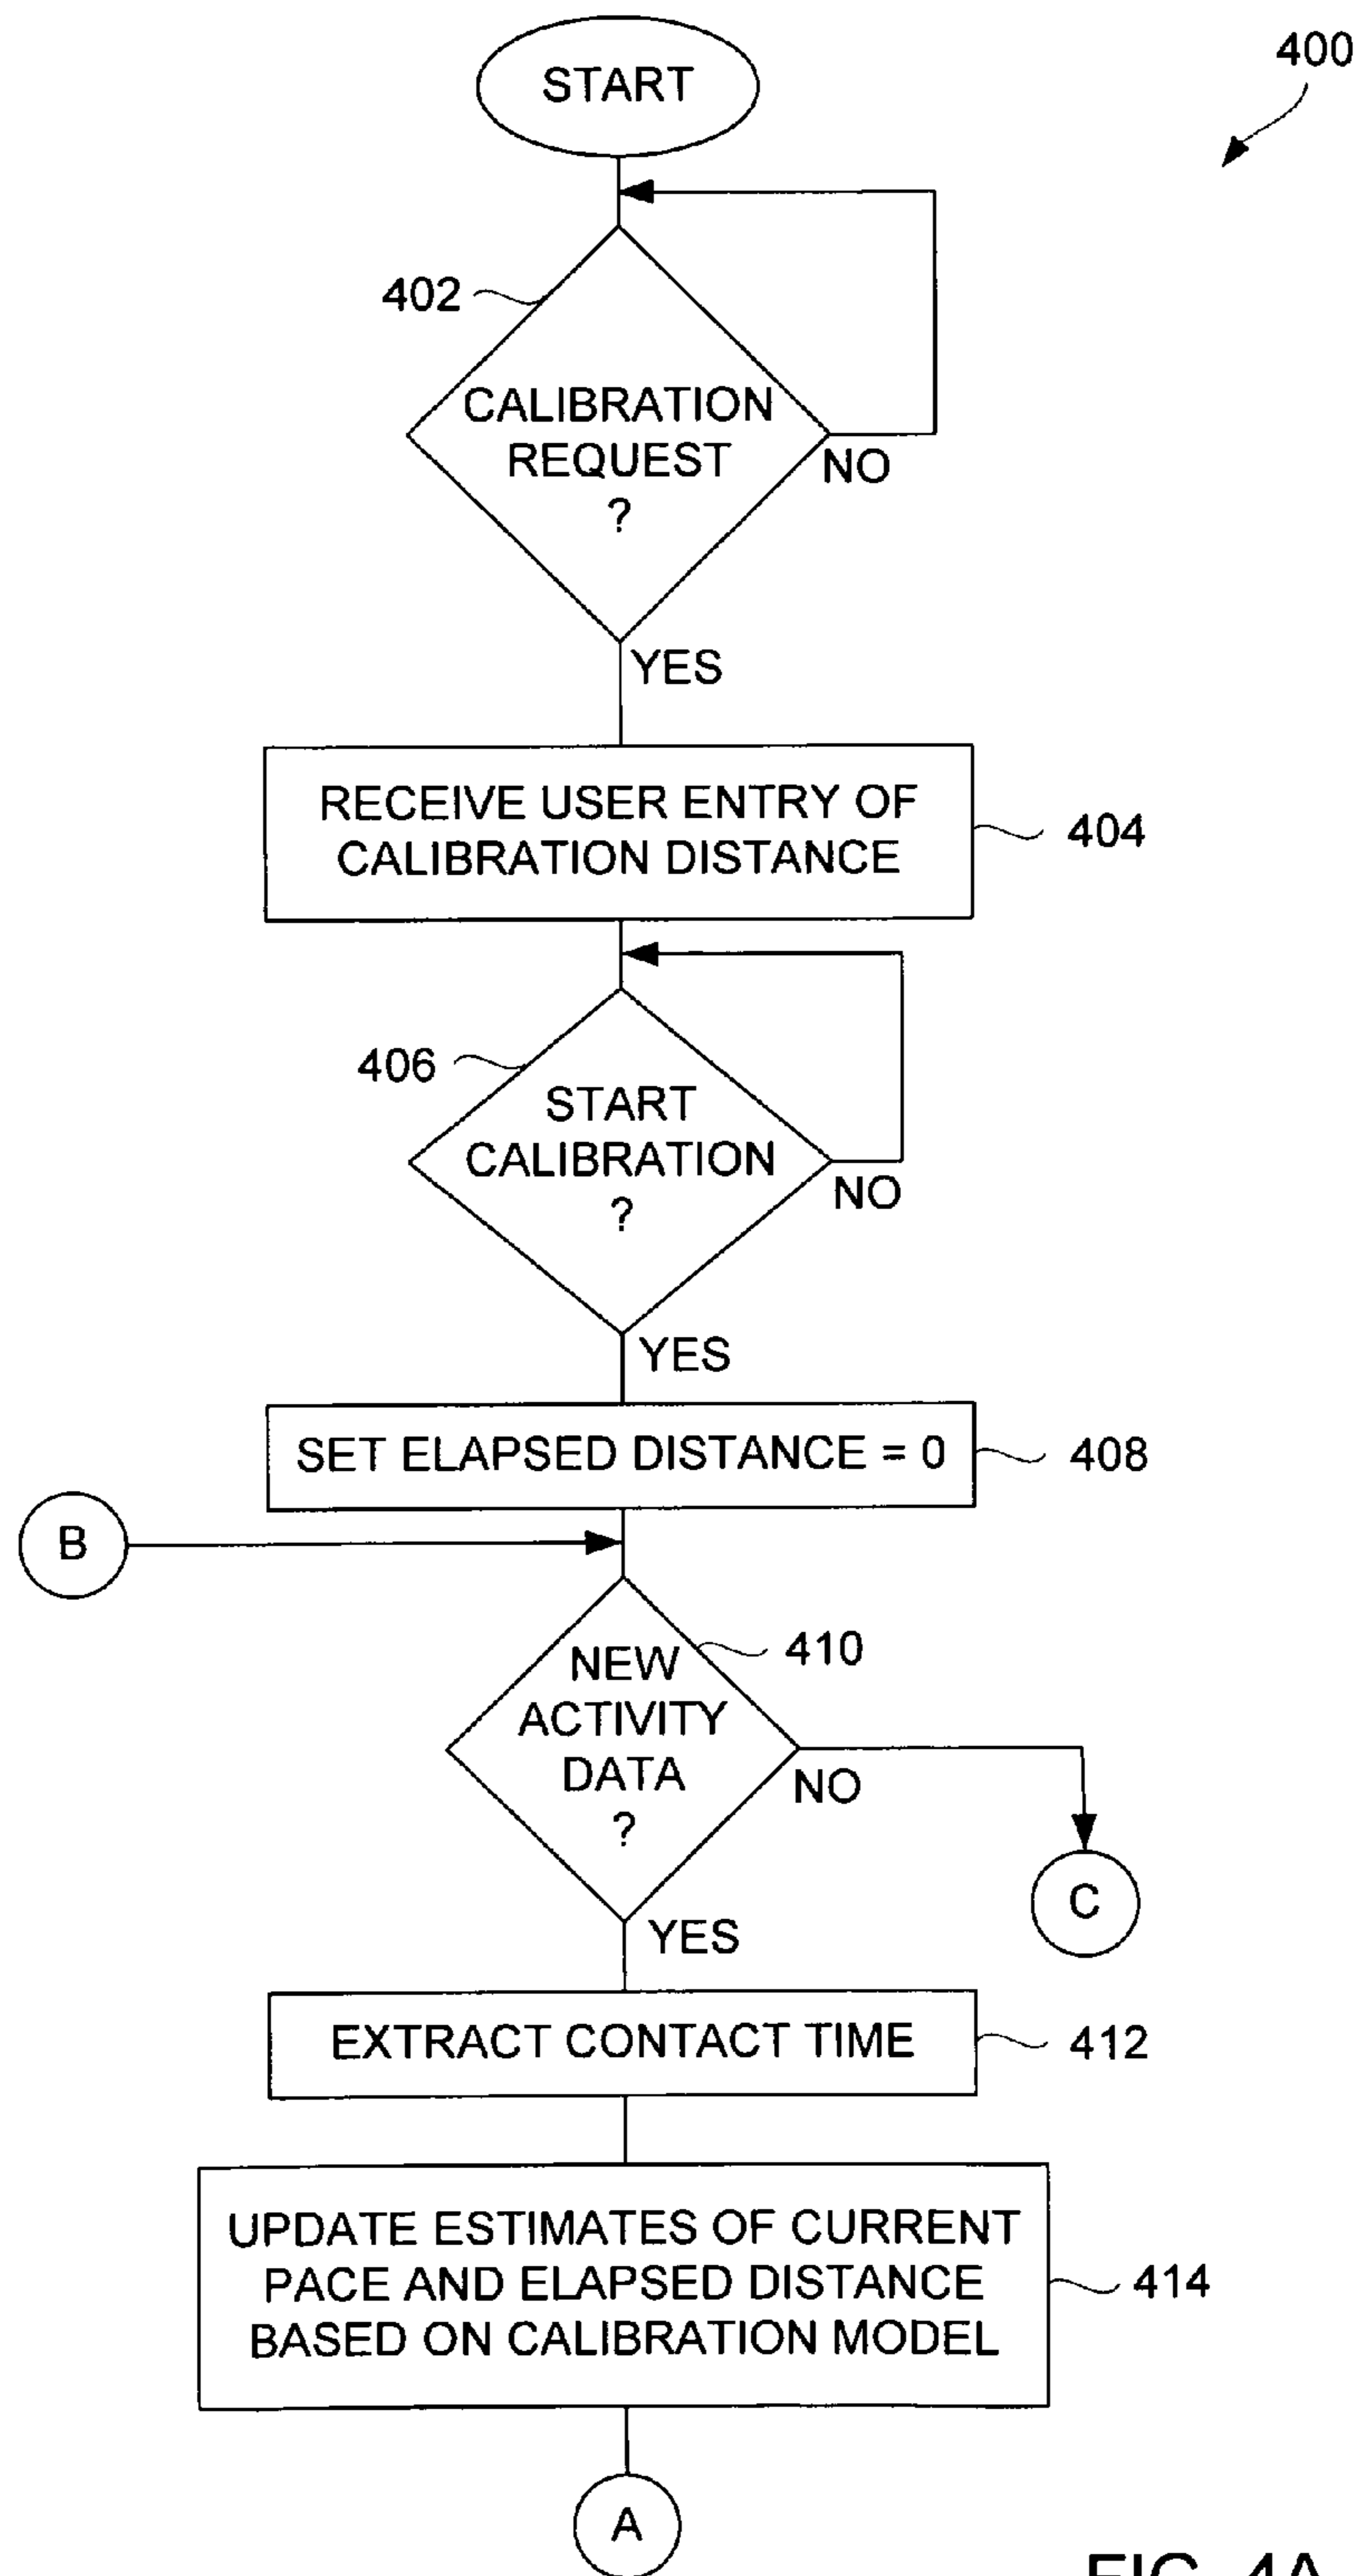 START
400
402
CALIBRATION
REQUEST
?
NO
YES
RECEIVE USER ENTRY OF
CALIBRATION DISTANCE
404
406
START
CALIBRATION
?
NO
YES
SET ELAPSED DISTANCE = 0
408
B
410
NEW
ACTIVITY
DATA
?
NO
C
YES
EXTRACT CONTACT TIME
412
UPDATE ESTIMATES OF CURRENT
PACE AND ELAPSED DISTANCE
BASED ON CALIBRATION MODEL
414
A
FIG. 4A